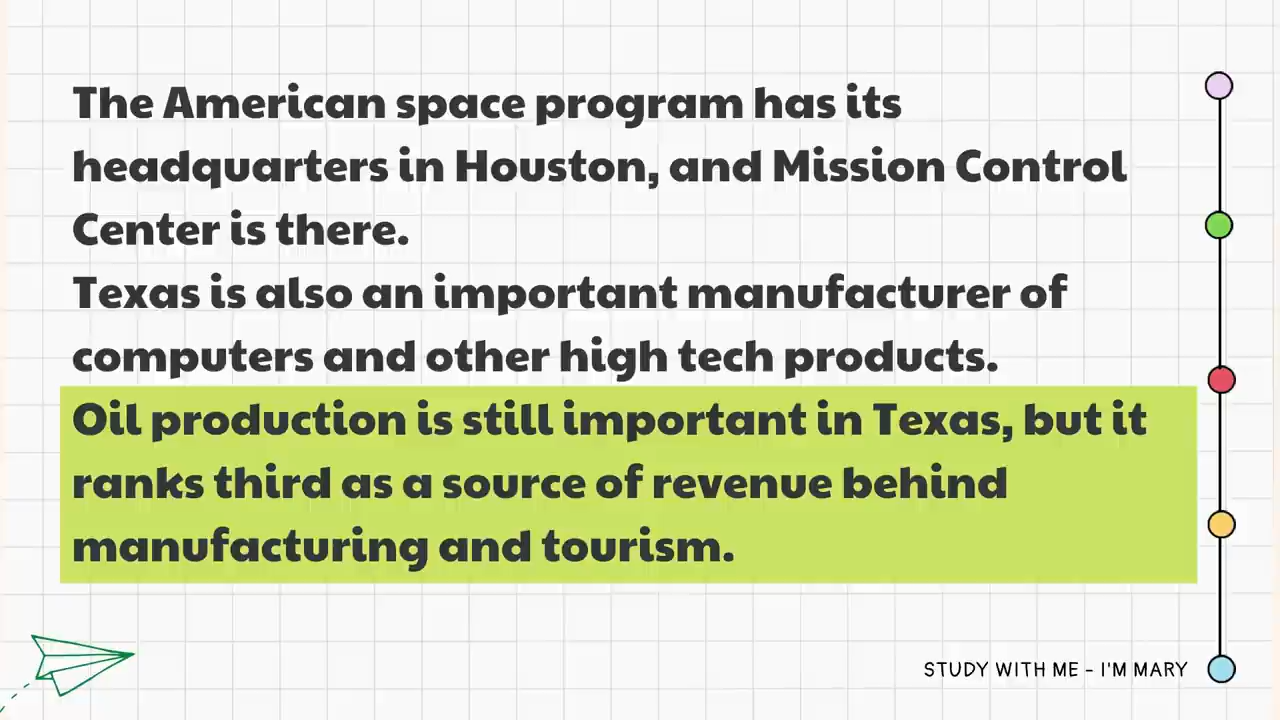 The American space program has its
headquarters in Houston, and Mission Control
Center is there.
Texas is also an important manufacturer of
computers and other high tech products.
Oil production is still important in Texas, but it
ranks third as a source of revenue behind
manufacturing and tourism.
STUDY WITH ME - I'M MARY